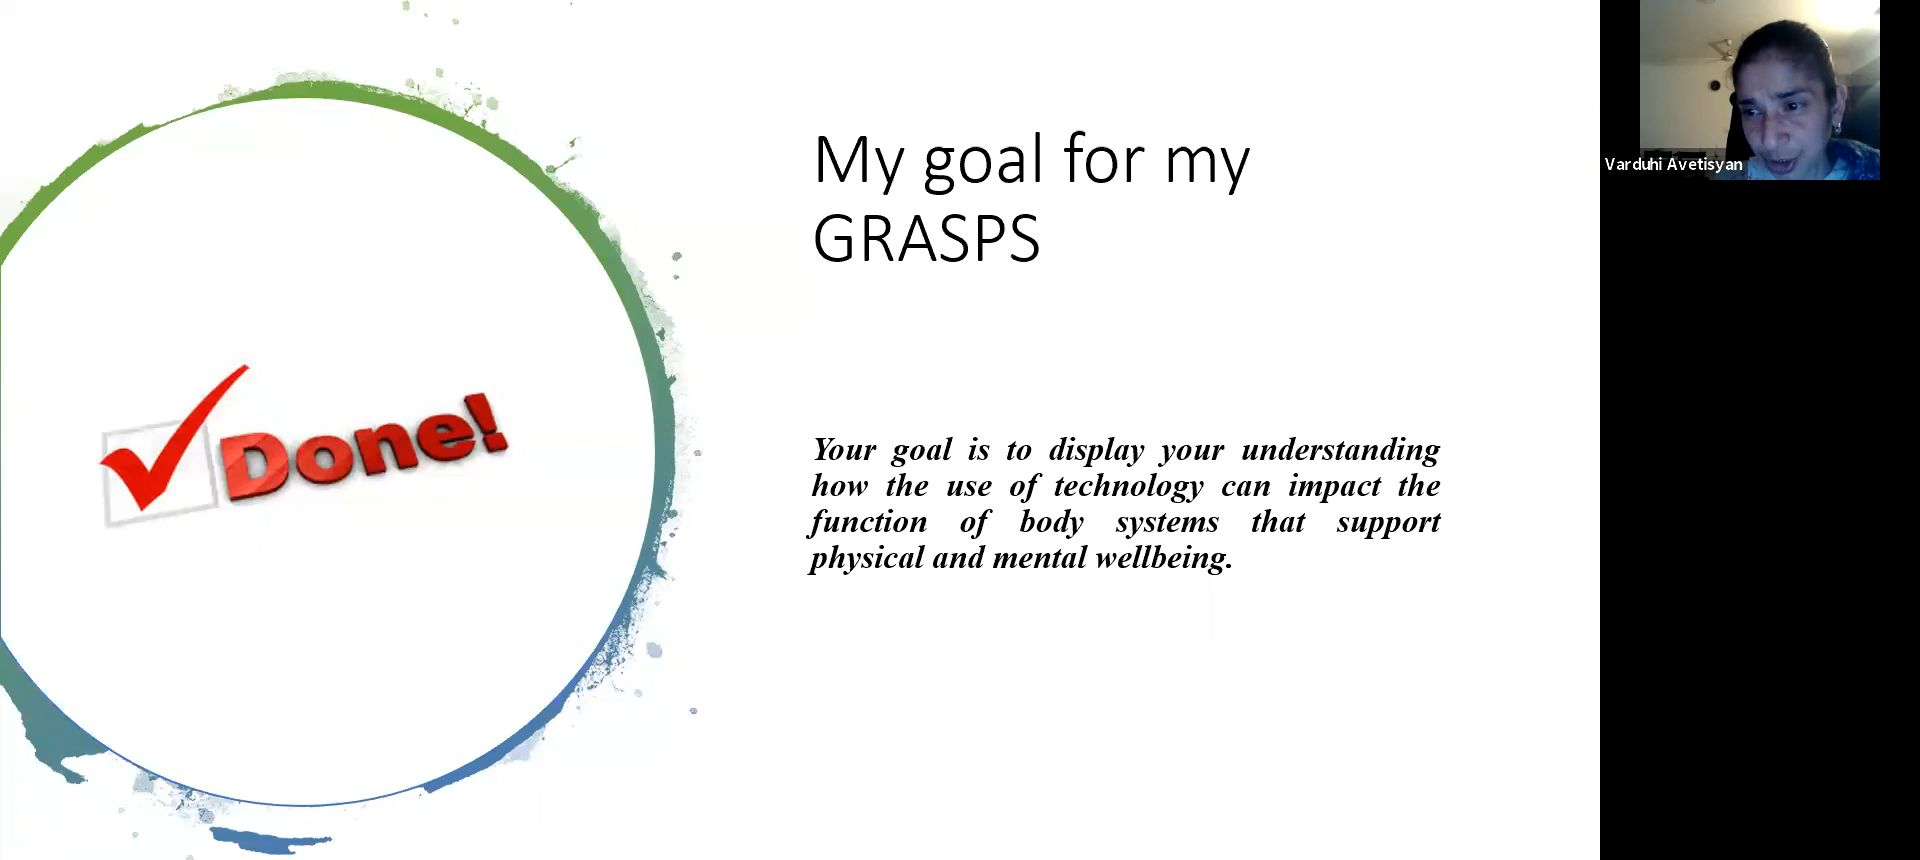 My goal for my
GRASPS
Done!
Your goal is to display your understanding
how the use of technology can impact the
function of body systems that support
physical and mental wellbeing.
Varduhi Avetisyan